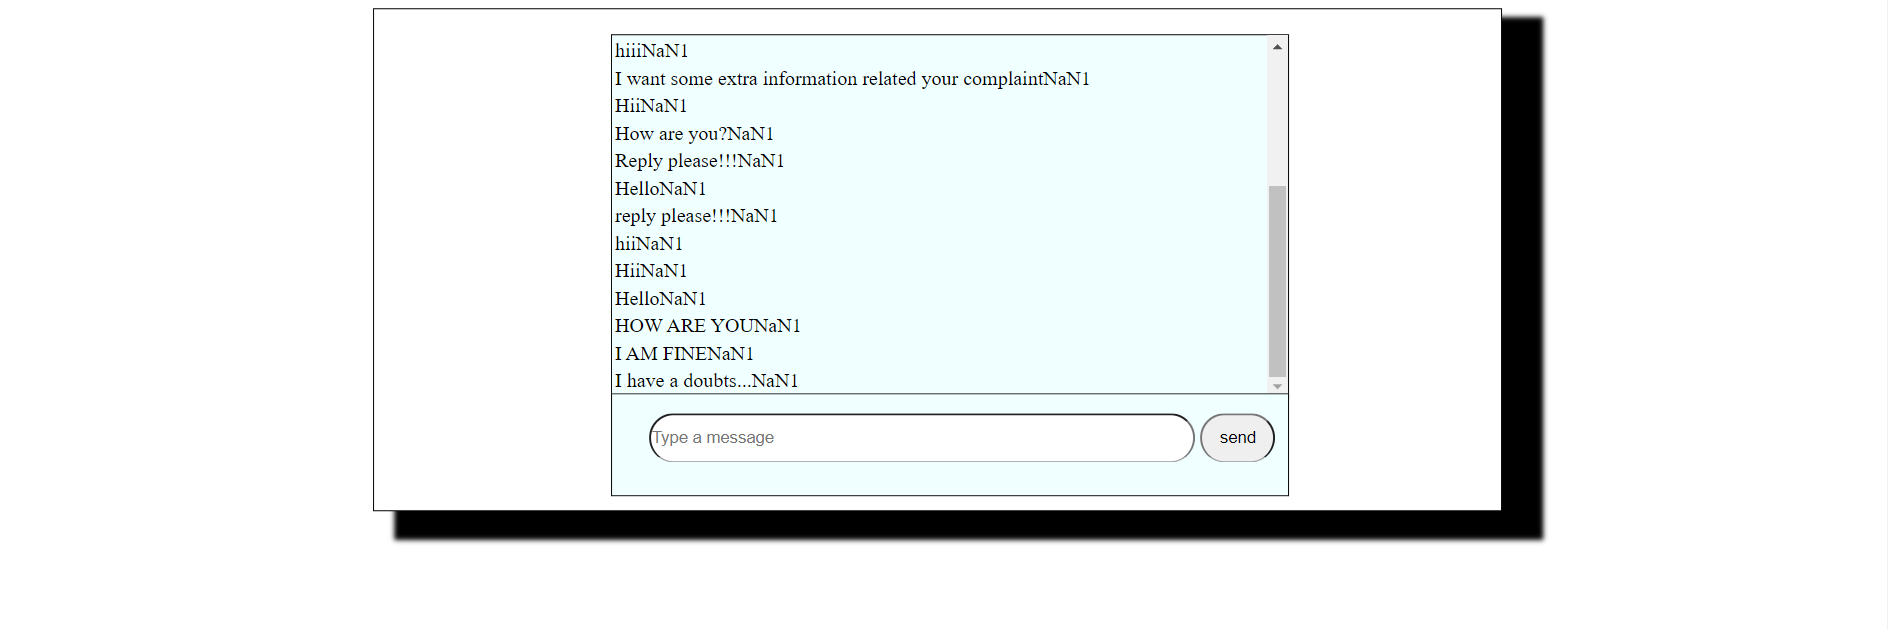 hiiiNaN1
I want some extra information related your complaintNaN1
HiiNaN1
How are you?NaN1
Reply please!!!NaN1
HelloNaN1
reply please!!!NaN1
hiiNaN1
HiiNaN1
HelloNaN1
HOW ARE YOUNaN1
I AM FINENaN1
I have a doubts...NaN1
Type a message
send